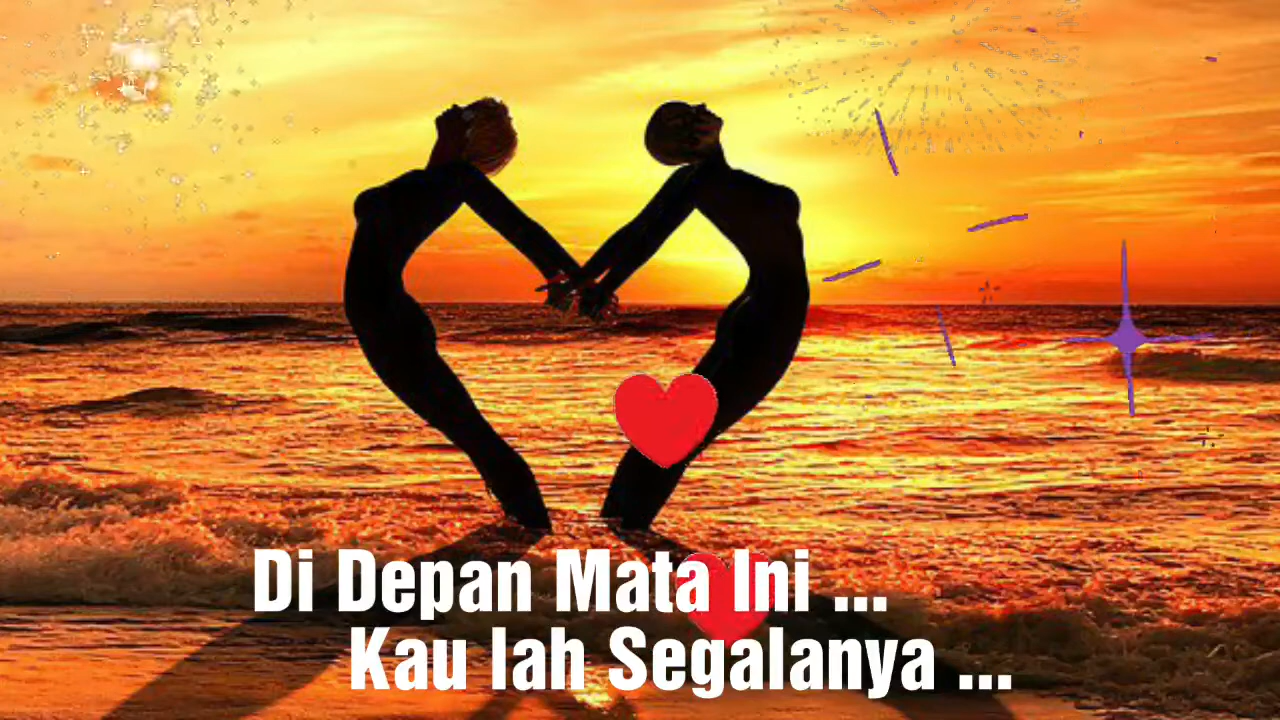 Di Depan Mata Ini ...
Kau lah Segalanya ...